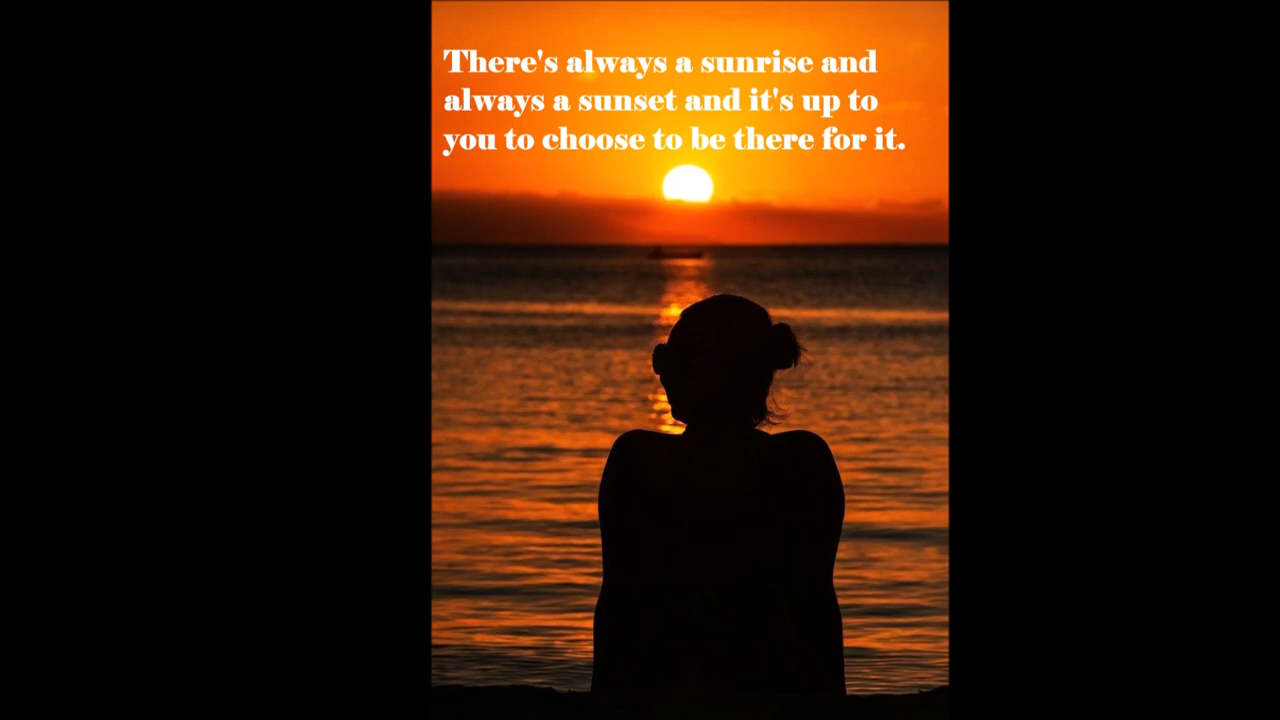 There's always a sunrise and
always a sunset and it's up to
you to choose to be there for it.